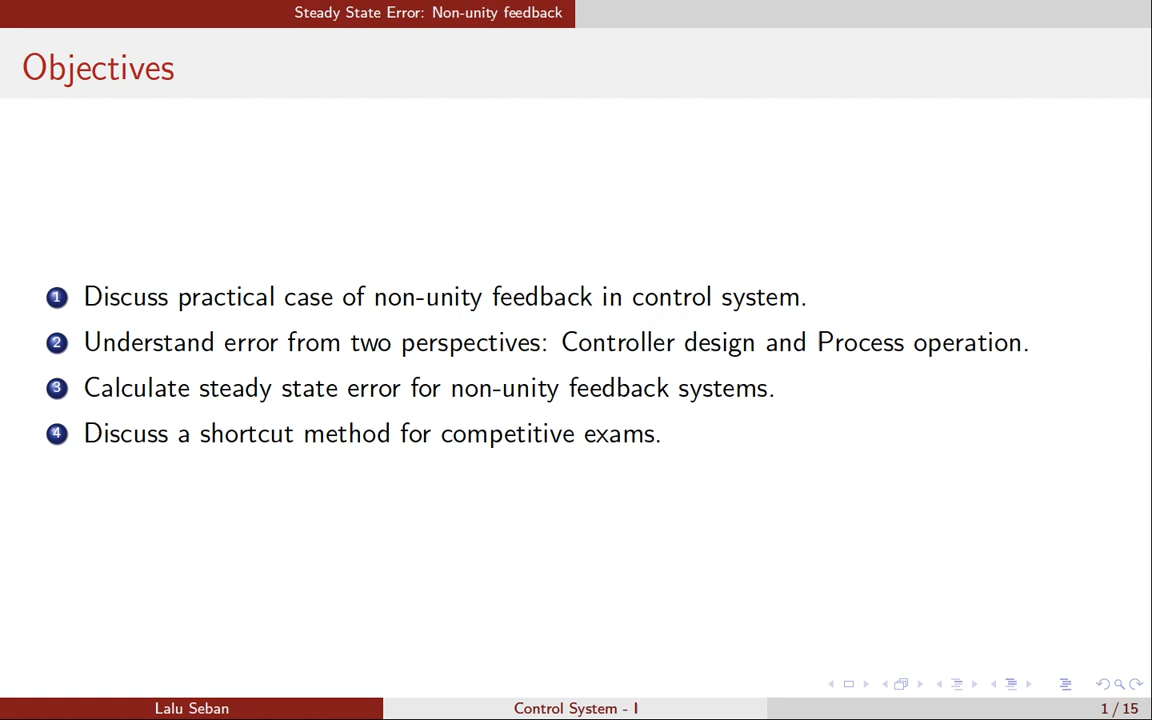 Steady State Error: Non-unity feedback
Objectives
1 Discuss practical case of non-unity feedback in control system.
2 Understand error from two perspectives: Controller design and Process operation.
3 Calculate steady state error for non-unity feedback systems.
4 Discuss a shortcut method for competitive exams.
Lalu Seban Control System - I 1 / 15